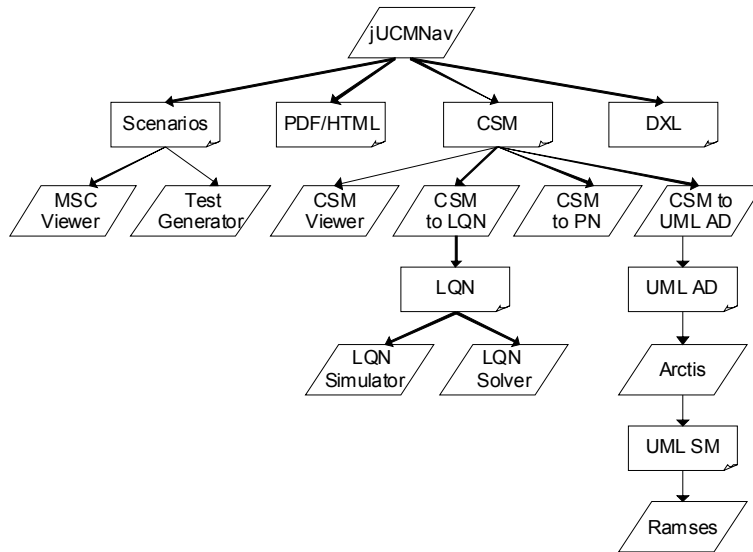 jUCMNav
Scenarios
PDF/HTML
CSM
DXL
MSC
Viewer
Test
Generator
CSM
Viewer
CSM
to LQN
CSM
to PN
CSM to
UML AD
LQN
UML AD
LQN
Simulator
LQN
Solver
Arctis
UML SM
Ramses